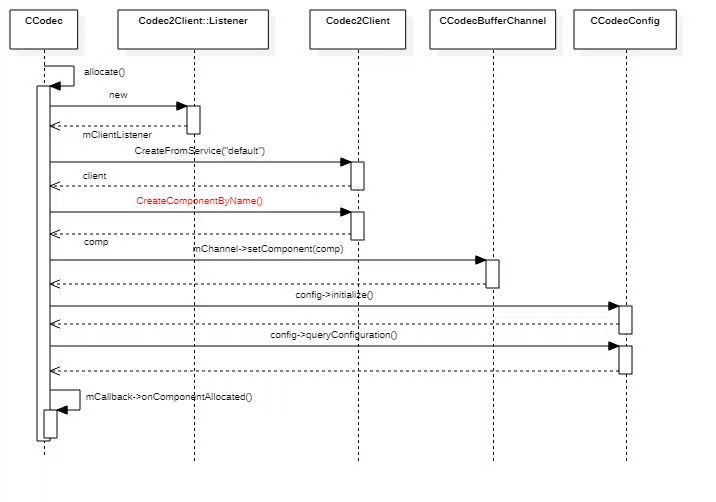 CCodec
Codec2Client::Listener
Codec2Client
CCodecBufferChannel
CCodecConfig
allocate()
new
mClientListener
CreateFromService("default")
client
CreateComponentByName()
comp
mChannel->setComponent(comp)
config->initialize()
config->queryConfiguration()
mCallback->onComponentAllocated()